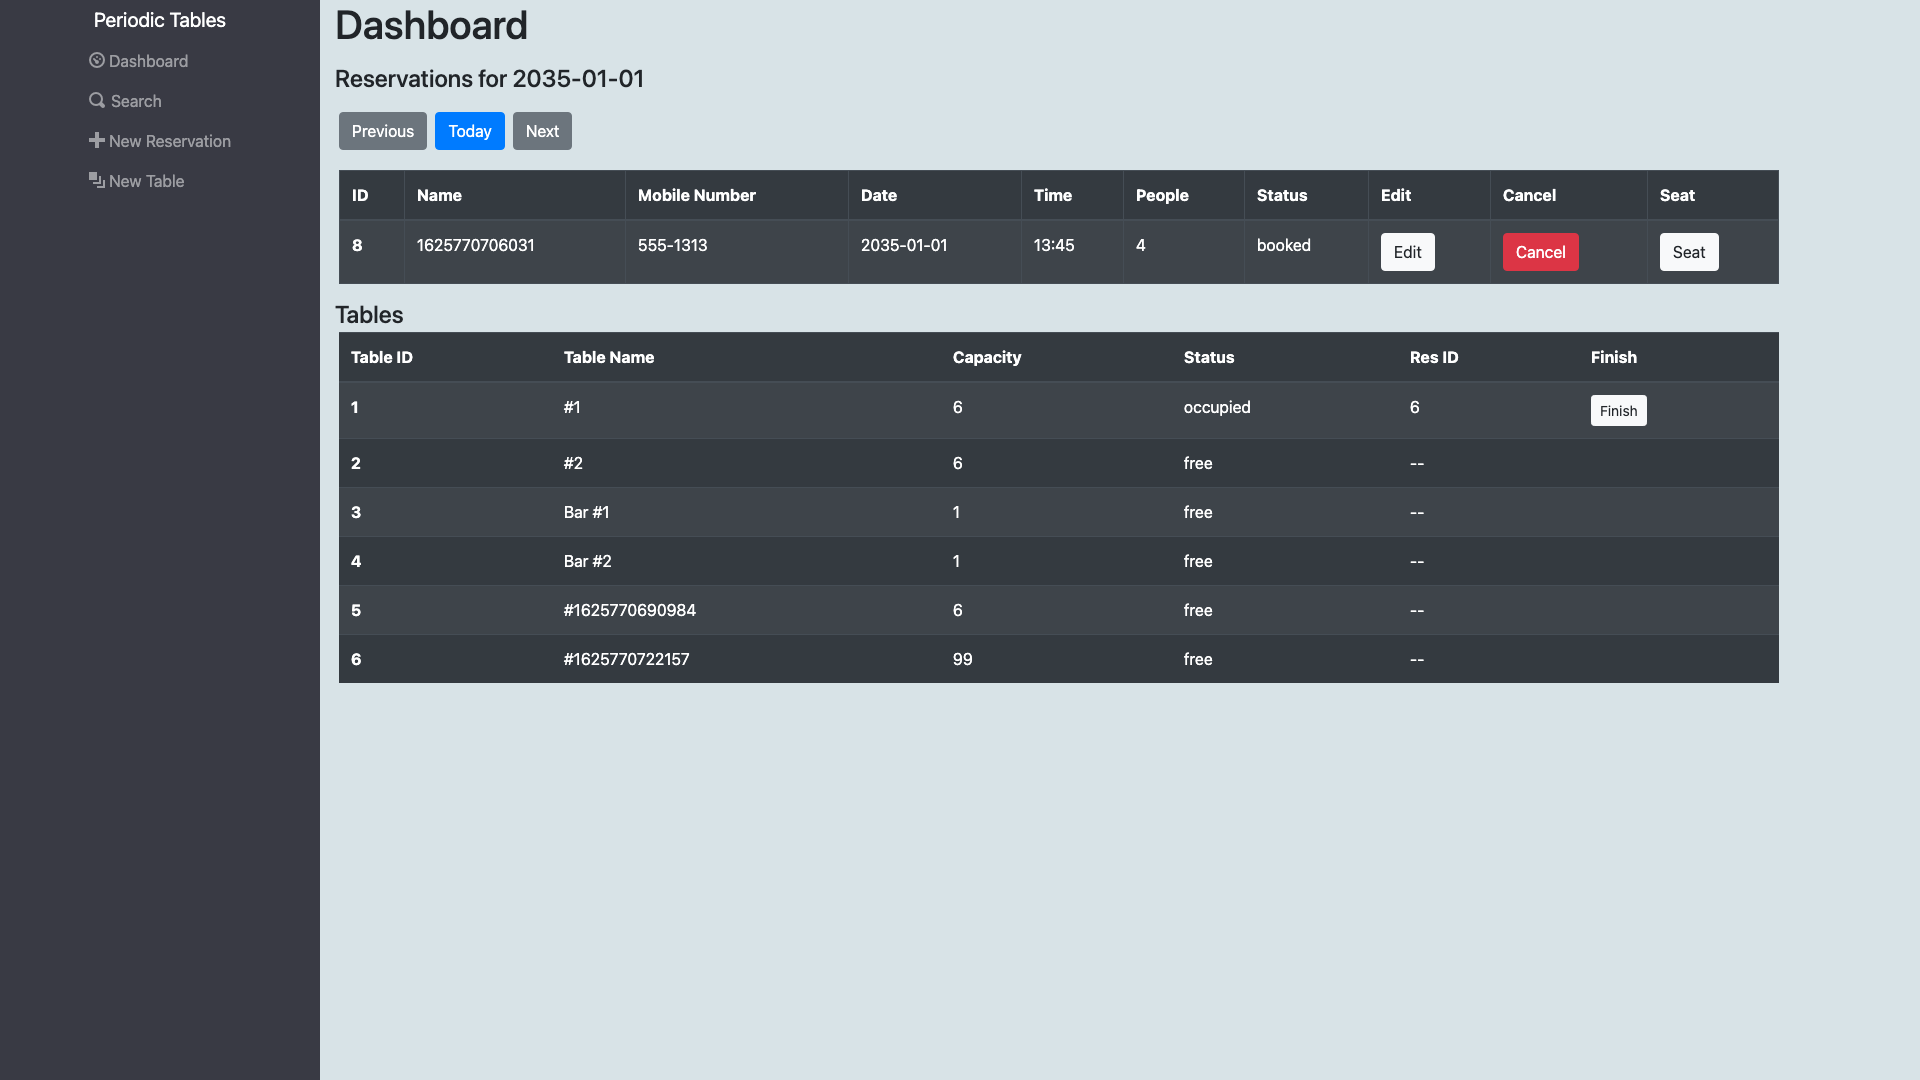 Periodic Tables
Dashboard
Search
New Reservation
New Table
Dashboard
Reservations for 2035-01-01
Previous Today Next
ID Name Mobile Number Date Time People Status Edit Cancel Seat
8 1625770706031 555-1313 2035-01-01 13:45 4 booked Edit Cancel Seat
Tables
Table ID Table Name Capacity Status Res ID Finish
1 #1 6 occupied 6 Finish
2 #2 6 free --
3 Bar #1 1 free --
4 Bar #2 1 free --
5 #1625770690984 6 free --
6 #1625770722157 99 free --